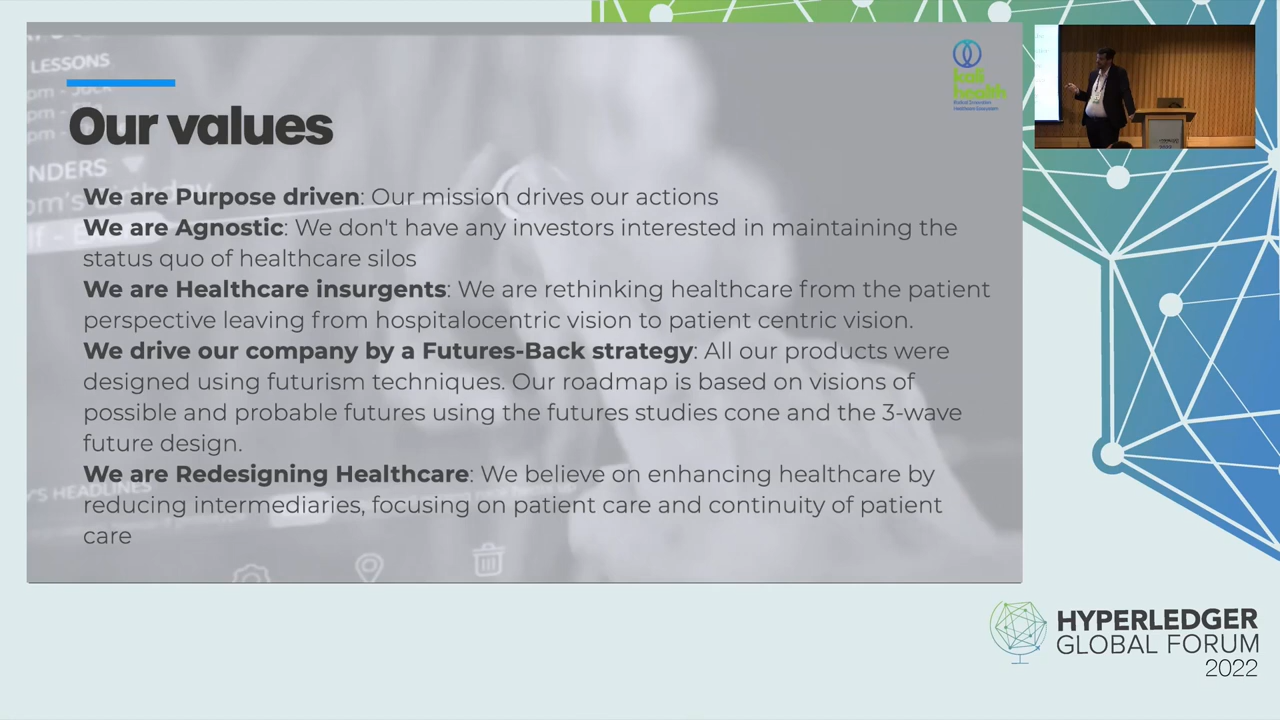 LESSONS
Our values
kali
health
We are Purpose driven: Our mission drives our actions
We are Agnostic: We don't have any investors interested in maintaining the
status quo of healthcare silos
We are Healthcare insurgents: We are rethinking healthcare from the patient
perspective leaving from hospitalocentric vision to patient centric vision.
We drive our company by a Futures-Back strategy: All our products were
designed using futurism techniques. Our roadmap is based on visions of
possible and probable futures using the futures studies cone and the 3-wave
future design.
We are Redesigning Healthcare: We believe on enhancing healthcare by
reducing intermediaries, focusing on patient care and continuity of patient
care
HYPERLEDGER
GLOBAL FORUM
2022